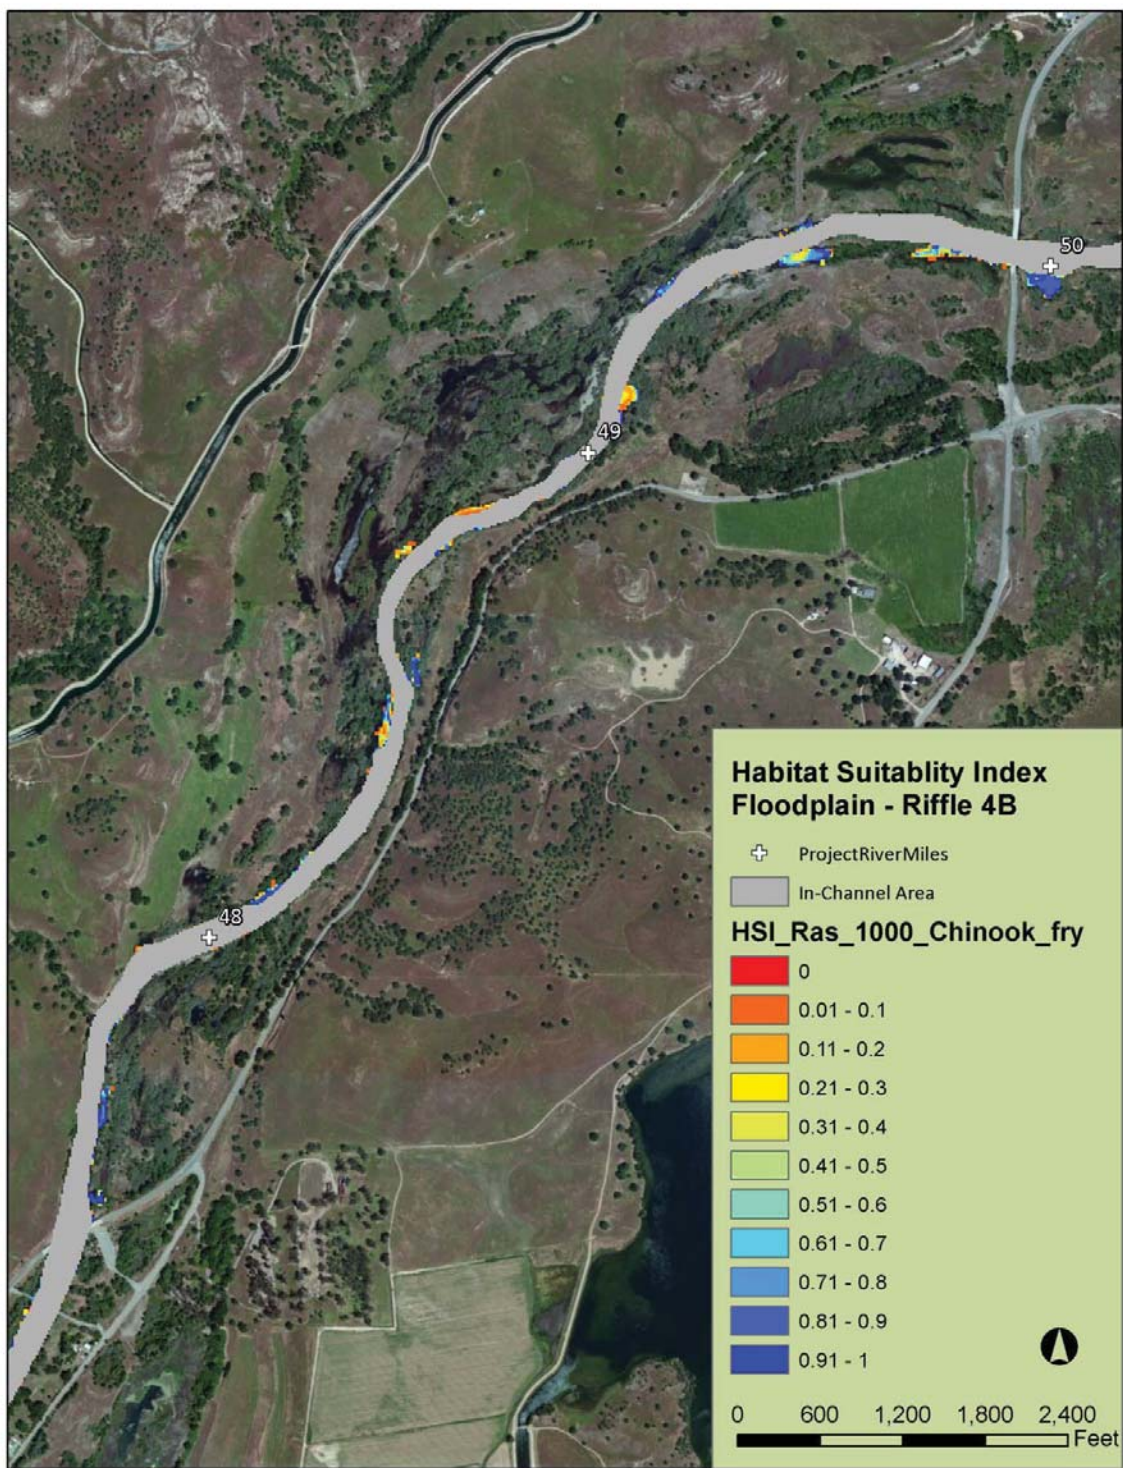 50
49
48
Habitat Suitablity Index
Floodplain - Riffle 4B
ProjectRiverMiles
In-Channel Area
HSI_Ras_1000_Chinook_fry
0
0.01 - 0.1
0.11 - 0.2
0.21 - 0.3
0.31 - 0.4
0.41 - 0.5
0.51 - 0.6
0.61 - 0.7
0.71 - 0.8
0.81 - 0.9
0.91 - 1
0 600 1,200 1,800 2,400
Feet